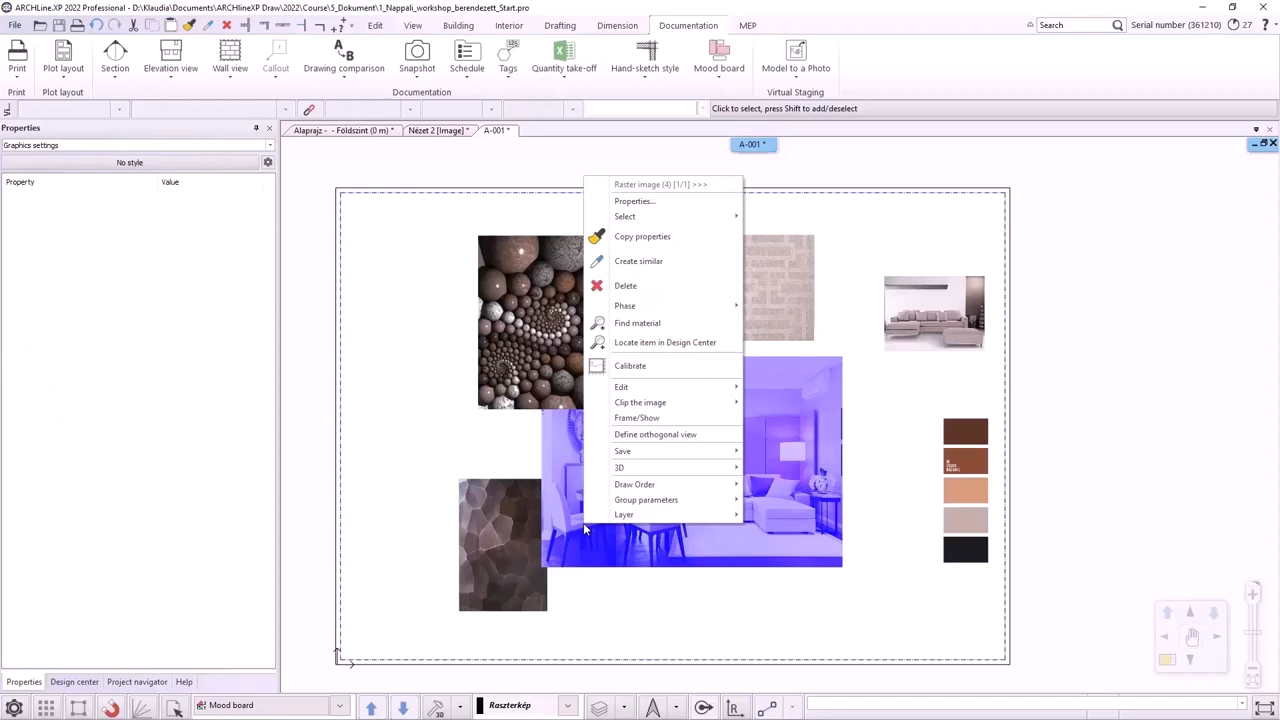 ARCHLine.XP 2022 Professional - D:\Klaudia\Documents\ARCHlineXP Draw\2022\Course\5_Dokument\1_Nappali_workshop_berendezett_Start.pro
File
Edit
View
Building
Interior
Drafting
Dimension
Documentation
MEP
Search
Serial number (361210)
27
Print
Plot layout
Section
Elevation view
Wall view
Callout
Drawing comparison
Snapshot
Schedule
Tags
Quantity take-off
Hand-sketch style
Mood board
Model to a Photo
Print
Plot layout
Documentation
Virtual Staging
Click to select, press Shift to add/deselect
Properties
Alaprajz - - Földszint (0 m) *
Nézet 2 [Image] *
A-001 *
Graphics settings
A-001 *
No style
Property
Value
Raster image (4) [1/1] >>>
Properties...
Select
Copy properties
Create similar
Delete
Phase
Find material
Locate item in Design Center
Calibrate
Edit
Clip the image
Frame/Show
Define orthogonal view
Save
3D
Draw Order
Group parameters
Layer
Properties
Design center
Project navigator
Help
Mood board
30
Raszterkép